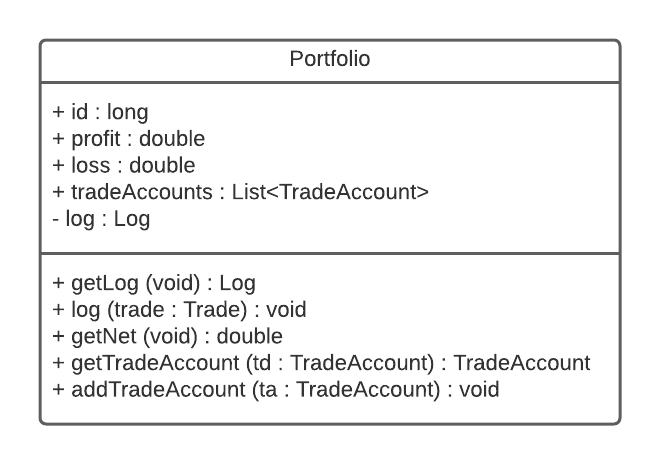 Portfolio
+ id : long
+ profit : double
+ loss : double
+ tradeAccounts : List<TradeAccount>
- log : Log
+ getLog (void) : Log
+ log (trade : Trade) : void
+ getNet (void) : double
+ getTradeAccount (td : TradeAccount) : TradeAccount
+ addTradeAccount (ta : TradeAccount) : void